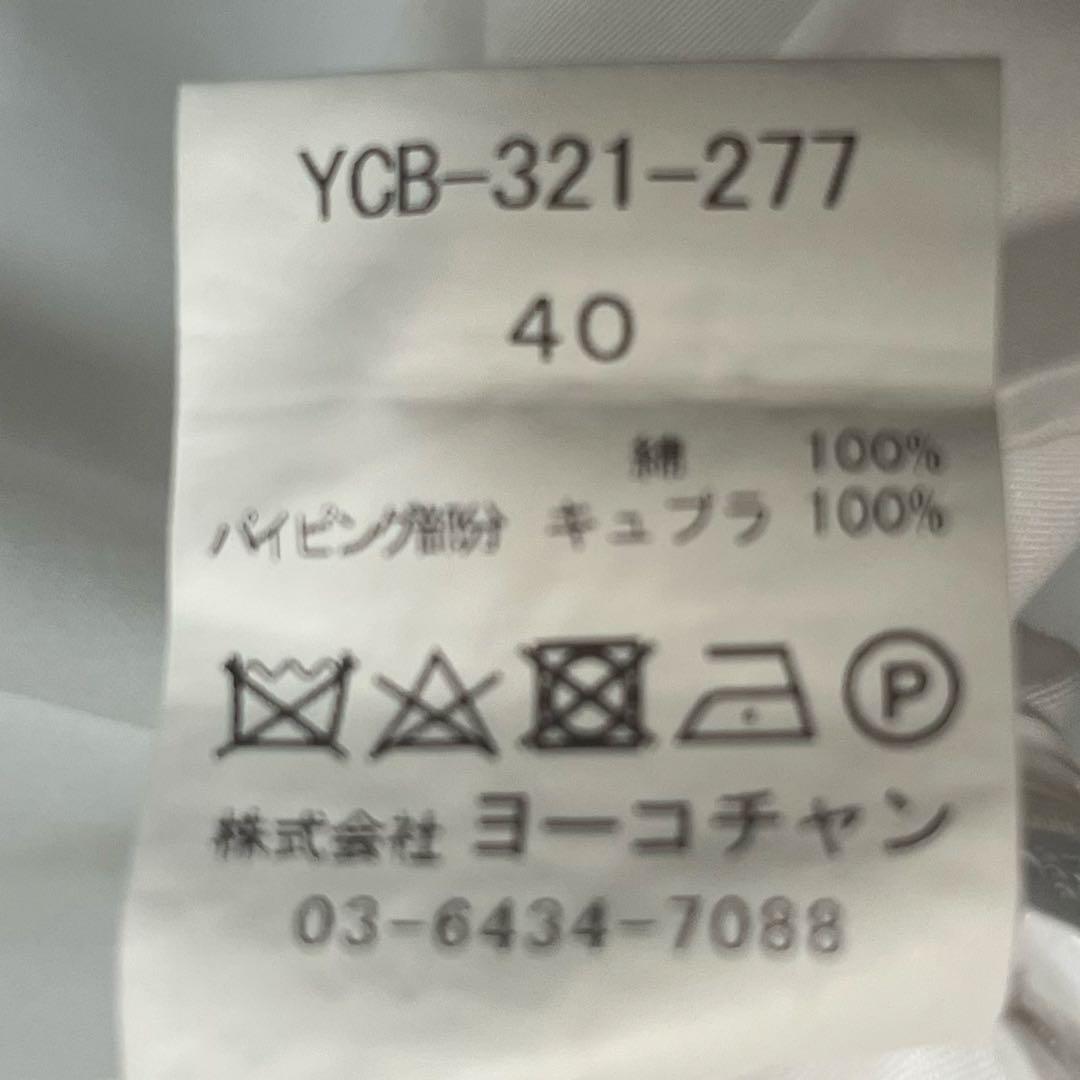 YCB-321-277
40
綿 100%
パイピング部分 キュプラ 100%
P
株式会社 ヨーコチャン
03-6434-7088